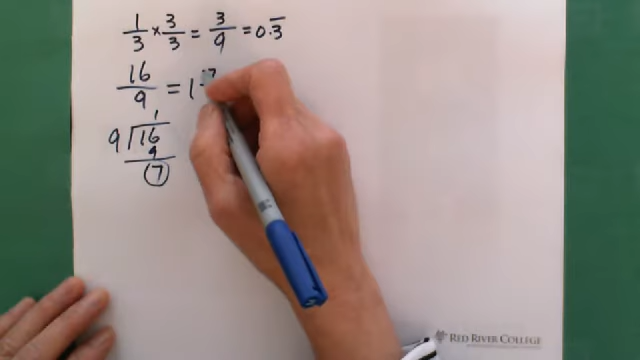 1/3 × 3/3 = 3/9 = 0.3̅
16/9 = 1 7
1
9 ) 16
9
7
RED RIVER COLLEGE